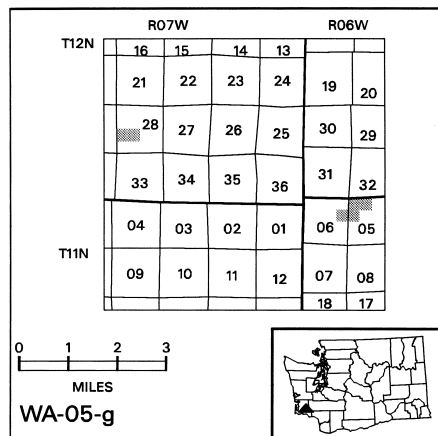 R07W R06W
T12N 16 15 14 13
21 22 23 24 19 20
28 27 26 25 30 29
33 34 35 36 31 32
04 03 02 01 06 05
T11N
09 10 11 12 07 08
18 17
0 1 2 3
MILES
WA-05-g